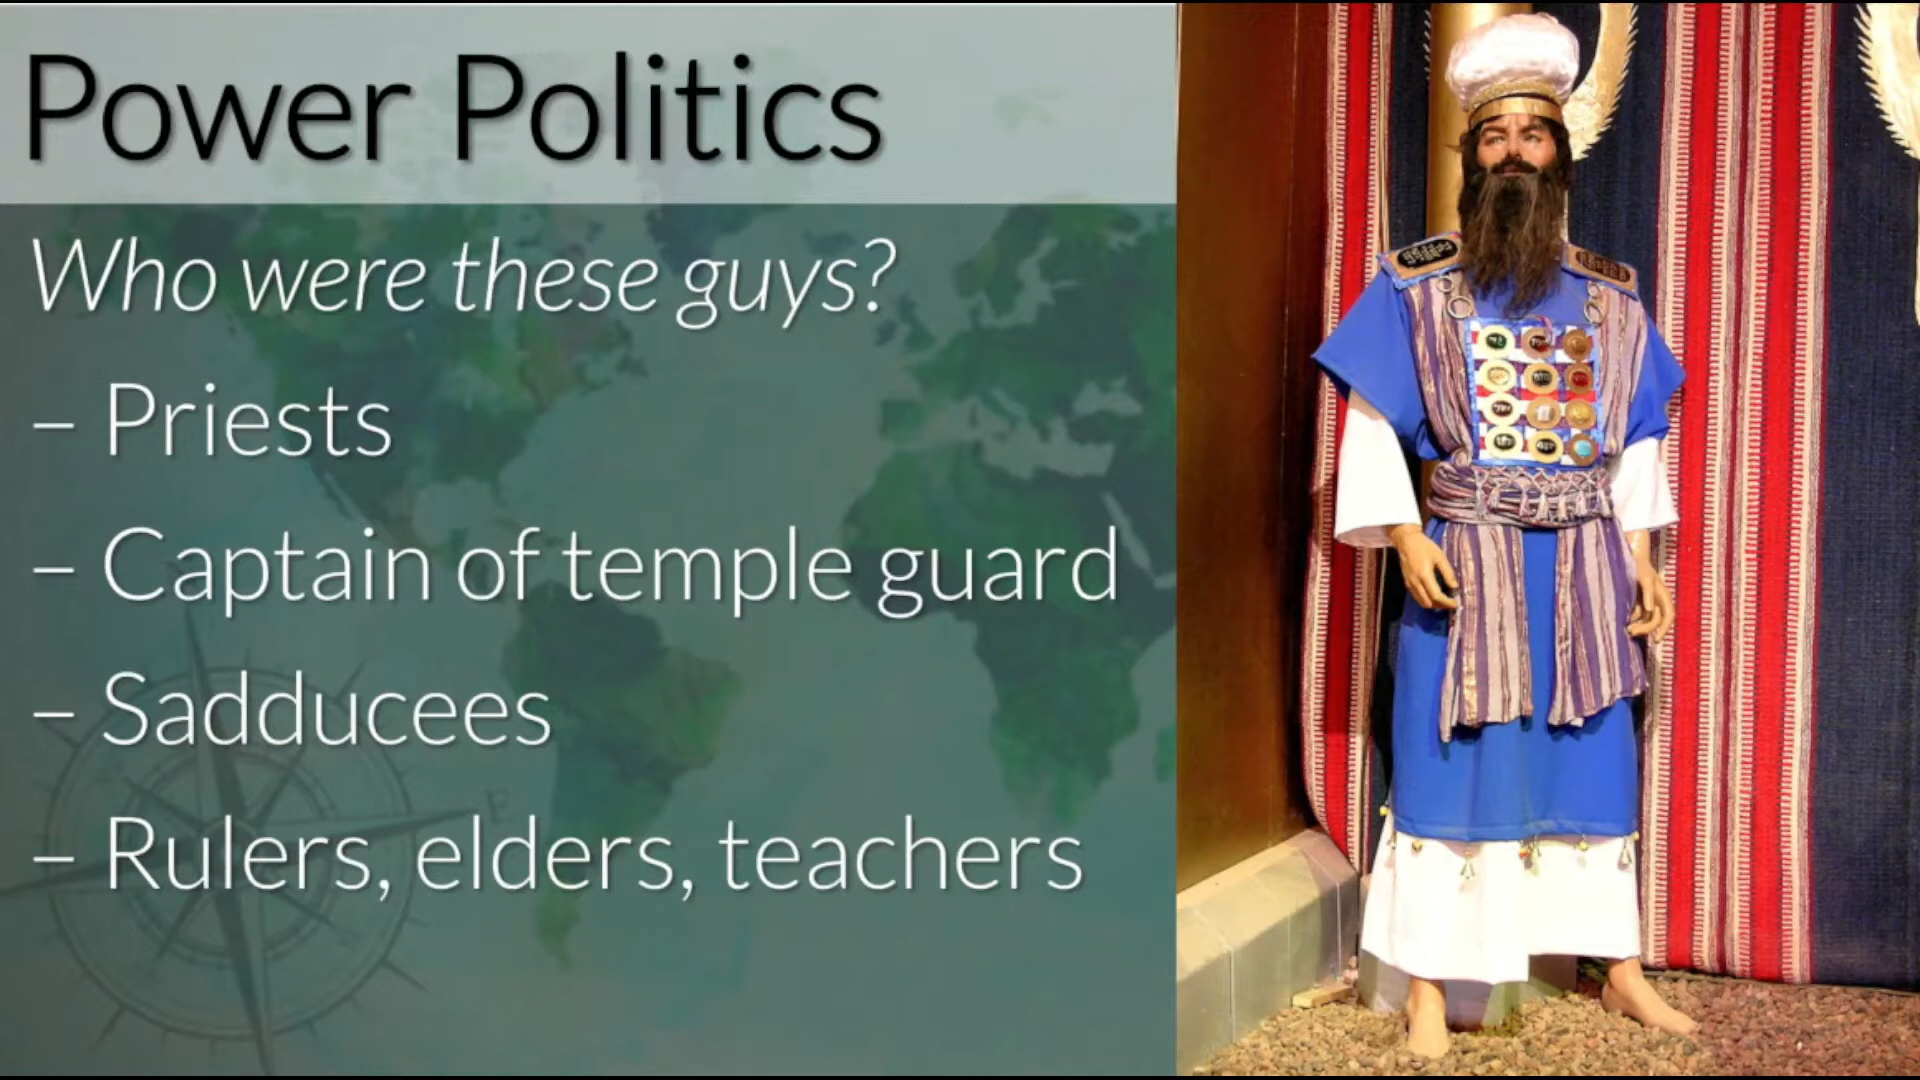 Power Politics
Who were these guys?
– Priests
– Captain of temple guard
– Sadducees
– Rulers, elders, teachers
E